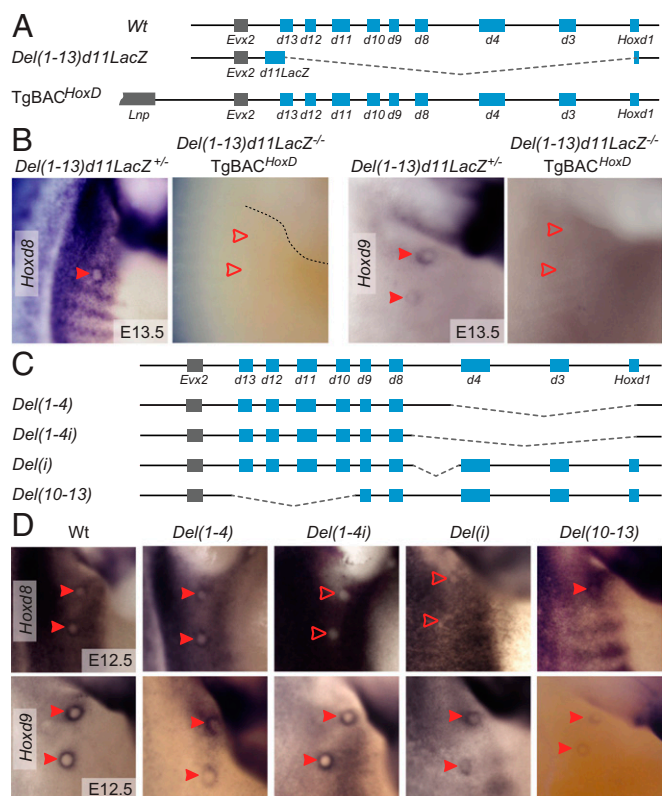 A
Wt
Evx2 d13 d12 d11 d10 d9 d8 d4 d3 Hoxd1
Del(1-13)d11LacZ
Evx2 d11LacZ
TgBAC^HoxD
Lnp Evx2 d13 d12 d11 d10 d9 d8 d4 d3 Hoxd1
B
Del(1-13)d11LacZ+/-
Del(1-13)d11LacZ-/-
TgBAC^HoxD
Del(1-13)d11LacZ+/-
Del(1-13)d11LacZ-/-
TgBAC^HoxD
Hoxd8
E13.5
Hoxd9
E13.5
C
Evx2 d13 d12 d11 d10 d9 d8 d4 d3 Hoxd1
Del(1-4)
Del(1-4i)
Del(i)
Del(10-13)
D
Wt Del(1-4) Del(1-4i) Del(i) Del(10-13)
Hoxd8
E12.5
Hoxd9
E12.5